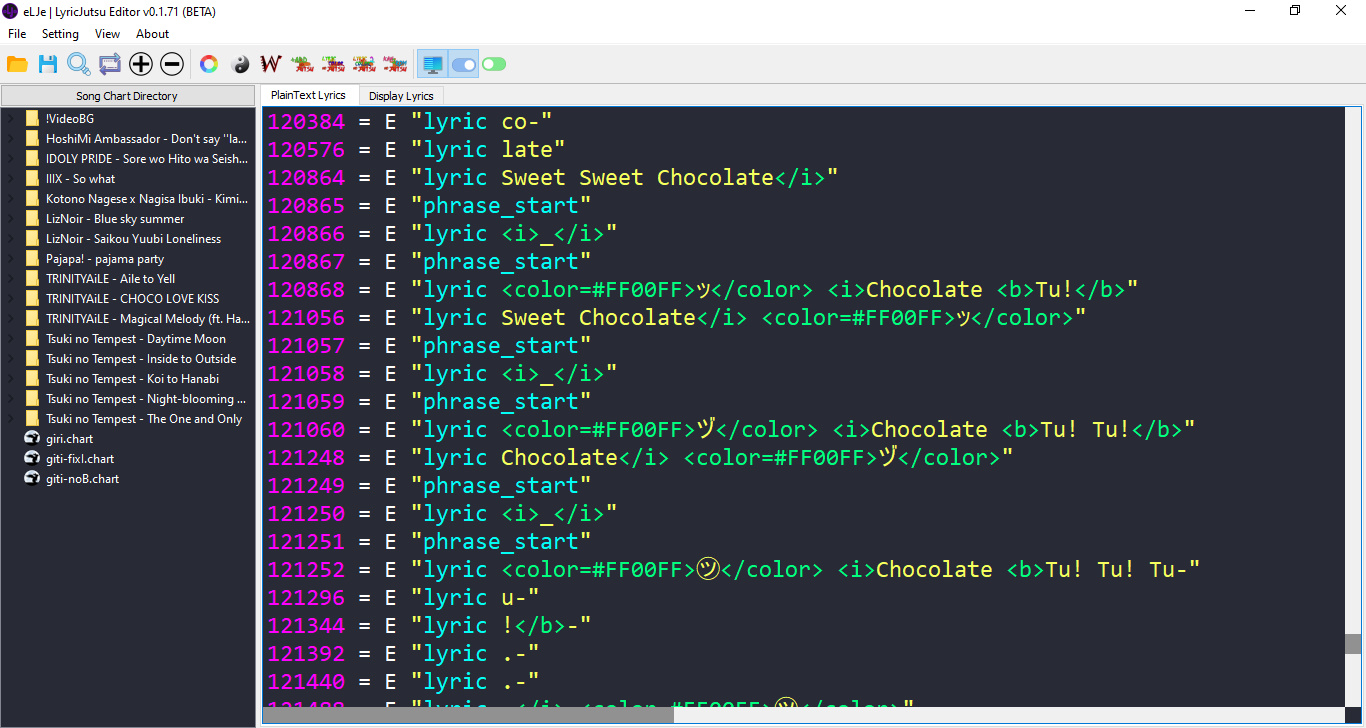 eLJe | LyricJutsu Editor v0.1.71 (BETA)
File Setting View About
Song Chart Directory
!VideoBG
HoshiMi Ambassador - Don't say "la...
IDOLY PRIDE - Sore wo Hito wa Seish...
IIIX - So what
Kotono Nagese x Nagisa Ibuki - Kimi...
LizNoir - Blue sky summer
LizNoir - Saikou Yuubi Loneliness
Pajapa! - pajama party
TRINITYAiLE - Aile to Yell
TRINITYAiLE - CHOCO LOVE KISS
TRINITYAiLE - Magical Melody (ft. Ha...
Tsuki no Tempest - Daytime Moon
Tsuki no Tempest - Inside to Outside
Tsuki no Tempest - Koi to Hanabi
Tsuki no Tempest - Night-blooming ...
Tsuki no Tempest - The One and Only
giri.chart
giti-fixI.chart
giti-noB.chart
PlainText Lyrics Display Lyrics
120384 = E "lyric co-"
120576 = E "lyric late"
120864 = E "lyric Sweet Sweet Chocolate</i>"
120865 = E "phrase_start"
120866 = E "lyric <i>_</i>"
120867 = E "phrase_start"
120868 = E "lyric <color=#FF00FF>ッ</color> <i>Chocolate <b>Tu!</b>"
121056 = E "lyric Sweet Chocolate</i> <color=#FF00FF>ッ</color>"
121057 = E "phrase_start"
121058 = E "lyric <i>_</i>"
121059 = E "phrase_start"
121060 = E "lyric <color=#FF00FF>ヅ</color> <i>Chocolate <b>Tu! Tu!</b>"
121248 = E "lyric Chocolate</i> <color=#FF00FF>ヅ</color>"
121249 = E "phrase_start"
121250 = E "lyric <i>_</i>"
121251 = E "phrase_start"
121252 = E "lyric <color=#FF00FF>㋡</color> <i>Chocolate <b>Tu! Tu! Tu-"
121296 = E "lyric u-"
121344 = E "lyric !</b>-"
121392 = E "lyric .-"
121440 = E "lyric .-"
121488 = E "lyric .</i> <color=#FF00FF>㋡</color>"